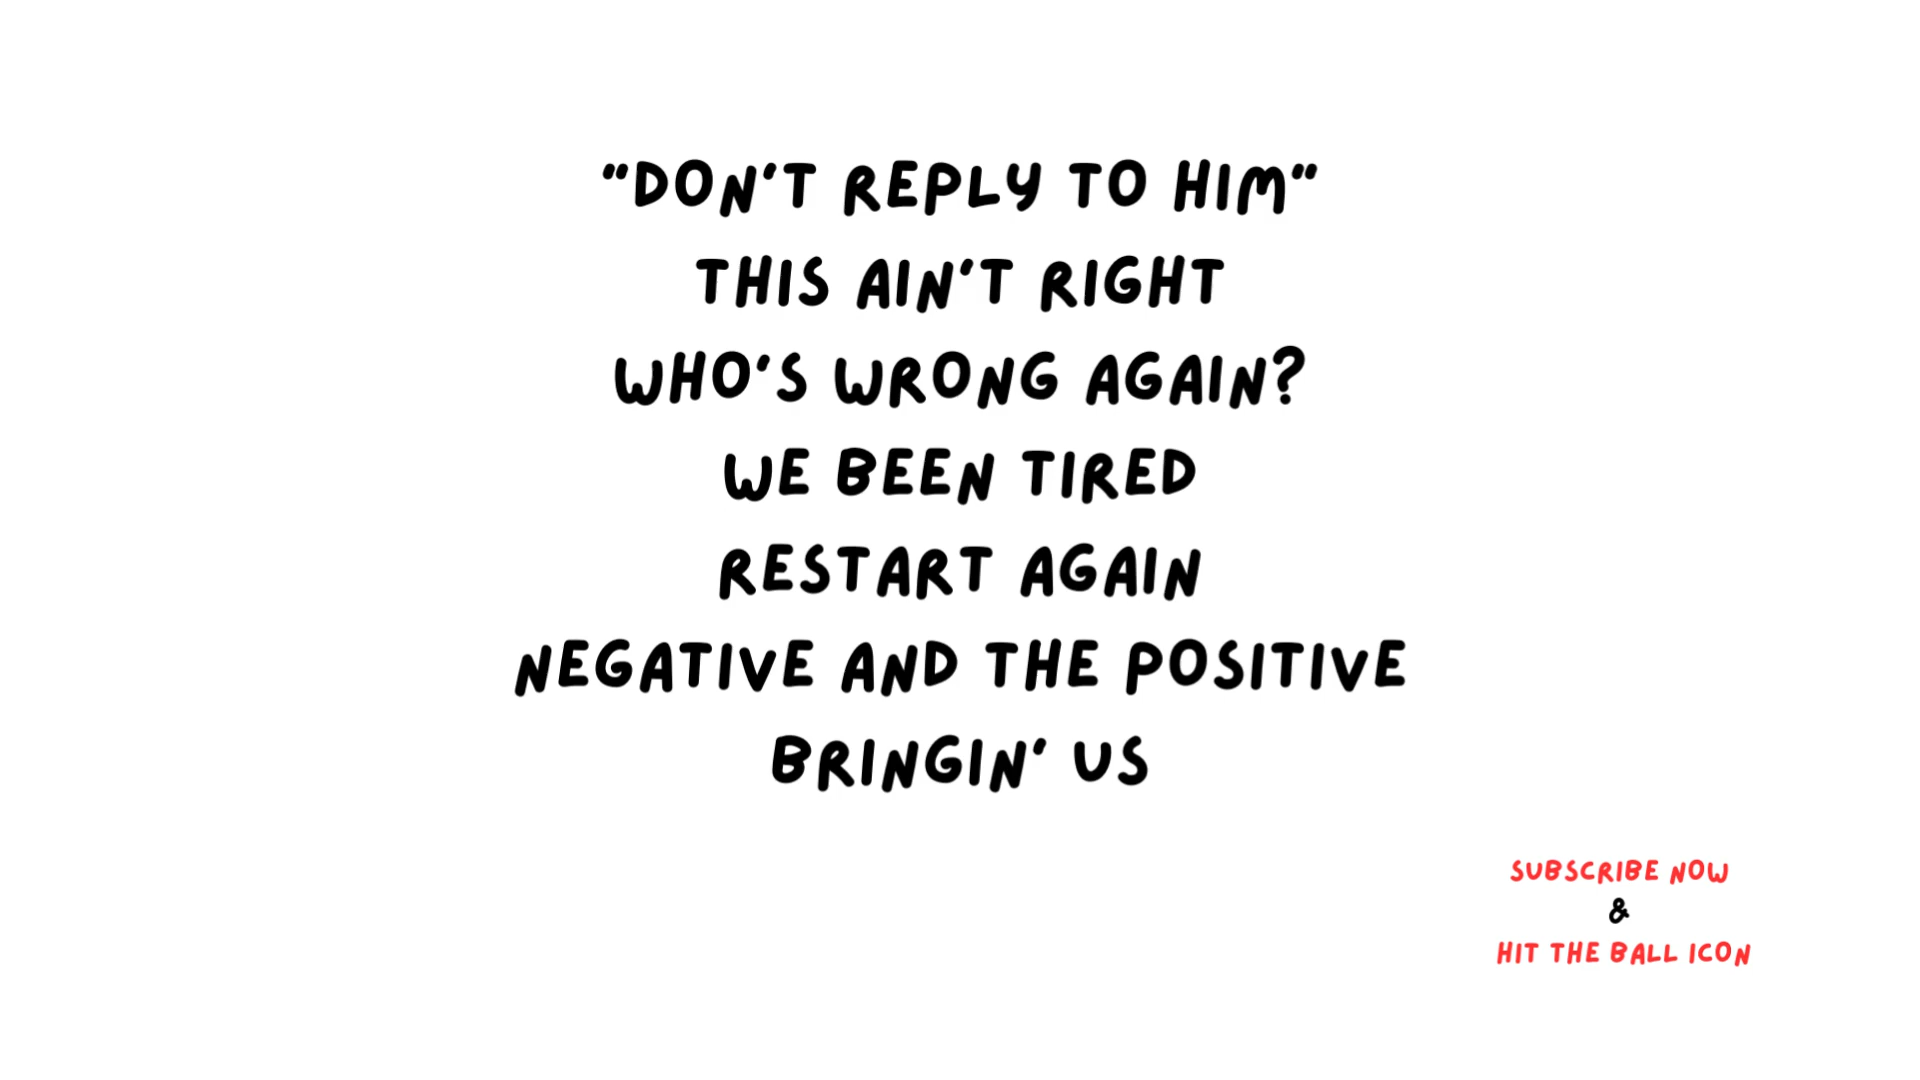 "DON'T REPLY TO HIM"
THIS AIN'T RIGHT
WHO'S WRONG AGAIN?
WE BEEN TIRED
RESTART AGAIN
NEGATIVE AND THE POSITIVE
BRINGIN' US
SUBSCRIBE NOW
&
HIT THE BALL ICON